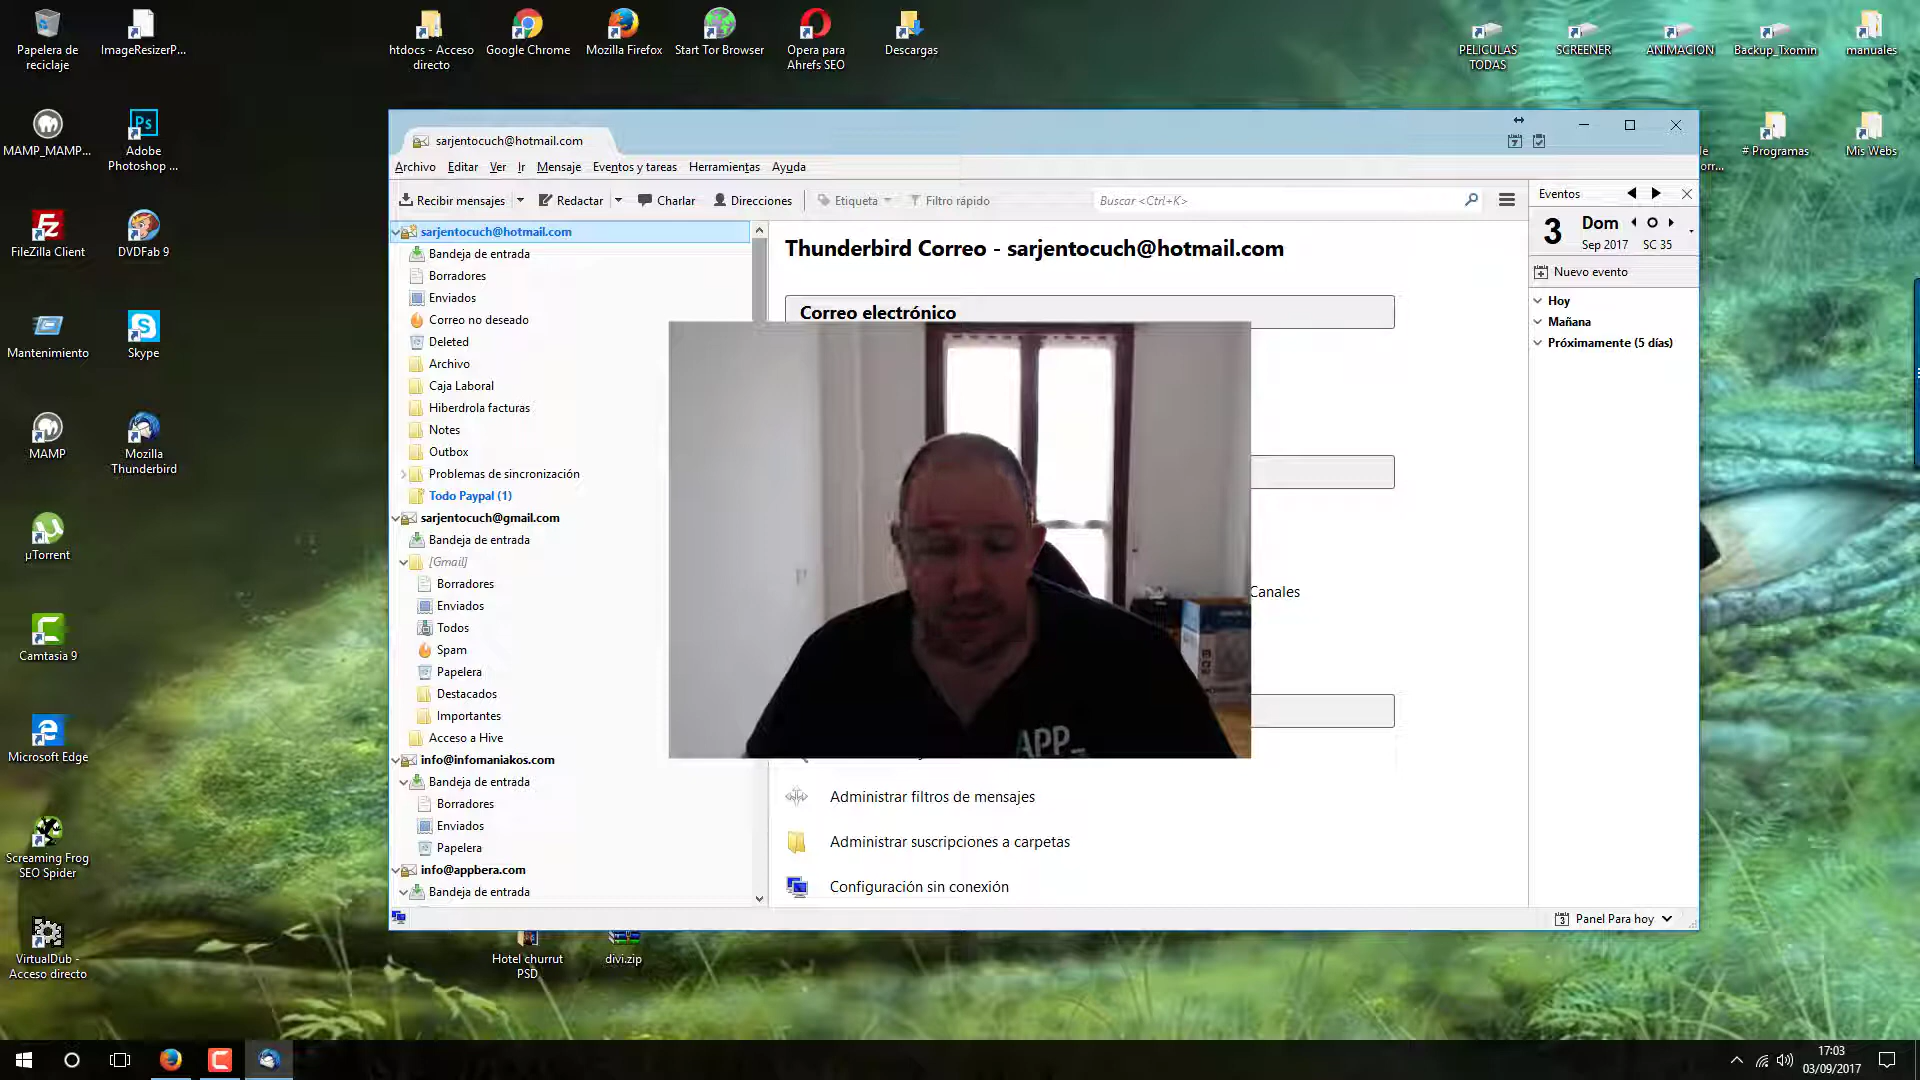 Papelera de
reciclaje
ImageResizerP...
htdocs - Acceso
directo
Google Chrome
Mozilla Firefox
Start Tor Browser
Opera para
Ahrefs SEO
Descargas
PELICULAS
TODAS
SCREENER
ANIMACION
Backup_Txomin
manuales
MAMP_MAMP...
Adobe
Photoshop ...
# Programas
Mis Webs
FileZilla Client
DVDFab 9
Mantenimiento
Skype
MAMP
Mozilla
Thunderbird
µTorrent
Camtasia 9
Microsoft Edge
Screaming Frog
SEO Spider
VirtualDub -
Acceso directo
Hotel churrut
PSD
divi.zip
sarjentocuch@hotmail.com
Archivo Editar Ver Ir Mensaje Eventos y tareas Herramientas Ayuda
Recibir mensajes Redactar Charlar Direcciones Etiqueta Filtro rápido Buscar <Ctrl+K>
sarjentocuch@hotmail.com
Bandeja de entrada
Borradores
Enviados
Correo no deseado
Deleted
Archivo
Caja Laboral
Hiberdrola facturas
Notes
Outbox
Problemas de sincronización
Todo Paypal (1)
sarjentocuch@gmail.com
Bandeja de entrada
[Gmail]
Borradores
Enviados
Todos
Spam
Papelera
Destacados
Importantes
Acceso a Hive
info@infomaniakos.com
Bandeja de entrada
Borradores
Enviados
Papelera
info@appbera.com
Bandeja de entrada
Thunderbird Correo - sarjentocuch@hotmail.com
Correo electrónico
Canales
APP_
Administrar filtros de mensajes
Administrar suscripciones a carpetas
Configuración sin conexión
Eventos
3 Dom
Sep 2017 SC 35
Nuevo evento
Hoy
Mañana
Próximamente (5 días)
Panel Para hoy
17:03
03/09/2017